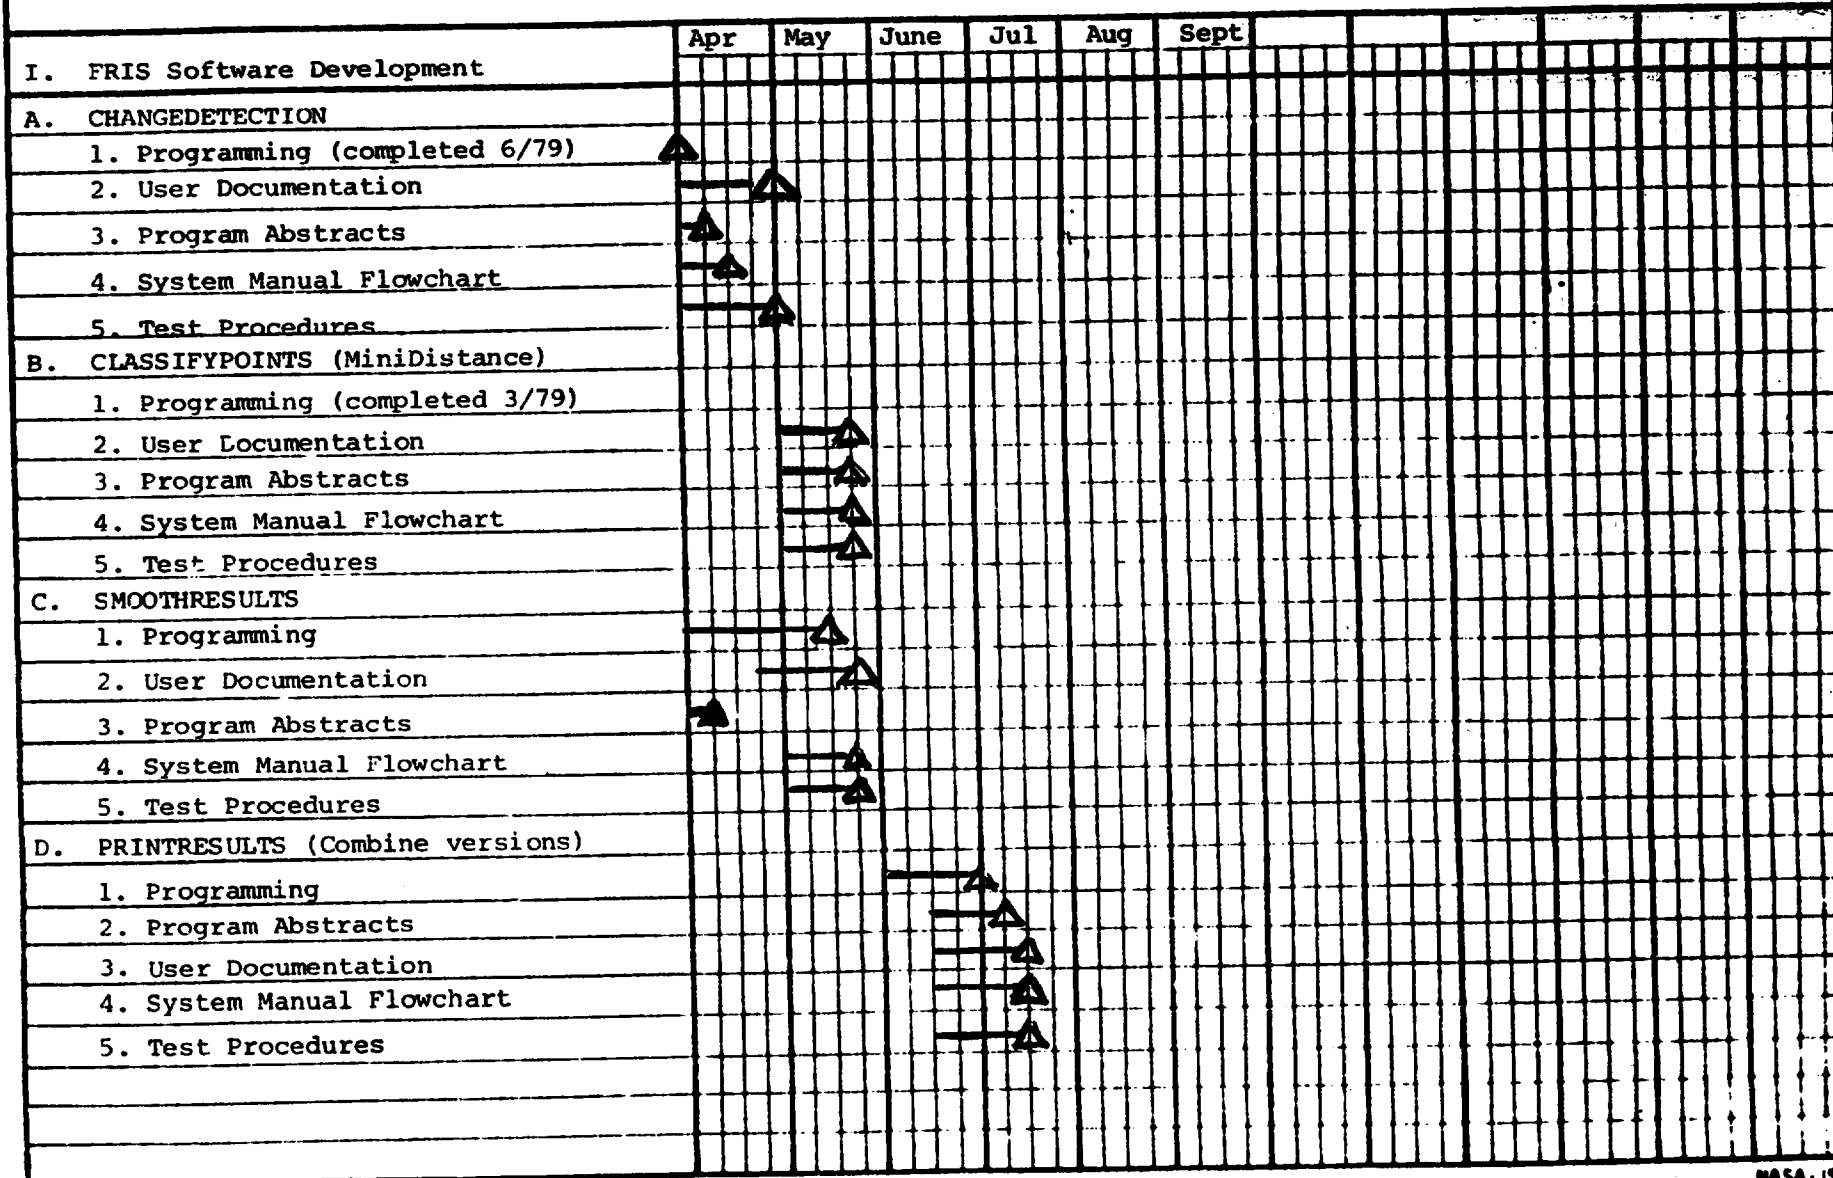 Apr May June Jul Aug Sept
I. FRIS Software Development
A. CHANGEDETECTION
1. Programming (completed 6/79)
2. User Documentation
3. Program Abstracts
4. System Manual Flowchart
5. Test Procedures
B. CLASSIFYPOINTS (MiniDistance)
1. Programming (completed 3/79)
2. User Documentation
3. Program Abstracts
4. System Manual Flowchart
5. Test Procedures
C. SMOOTHRESULTS
1. Programming
2. User Documentation
3. Program Abstracts
4. System Manual Flowchart
5. Test Procedures
D. PRINTRESULTS (Combine versions)
1. Programming
2. Program Abstracts
3. User Documentation
4. System Manual Flowchart
5. Test Procedures